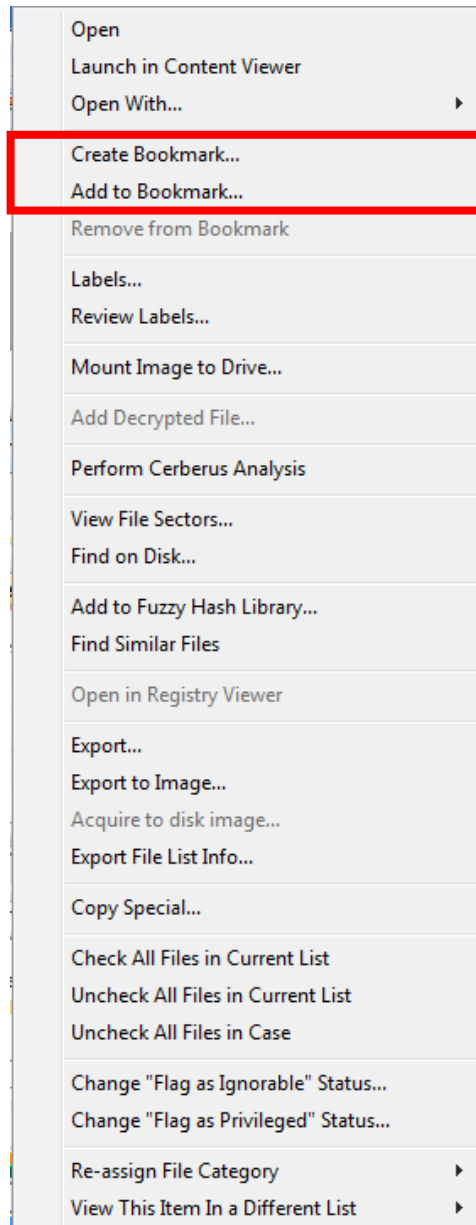 Open
Launch in Content Viewer
Open With...
Create Bookmark...
Add to Bookmark...
Remove from Bookmark
Labels...
Review Labels...
Mount Image to Drive...
Add Decrypted File...
Perform Cerberus Analysis
View File Sectors...
Find on Disk...
Add to Fuzzy Hash Library...
Find Similar Files
Open in Registry Viewer
Export...
Export to Image...
Acquire to disk image...
Export File List Info...
Copy Special...
Check All Files in Current List
Uncheck All Files in Current List
Uncheck All Files in Case
Change "Flag as Ignorable" Status...
Change "Flag as Privileged" Status...
Re-assign File Category
View This Item In a Different List